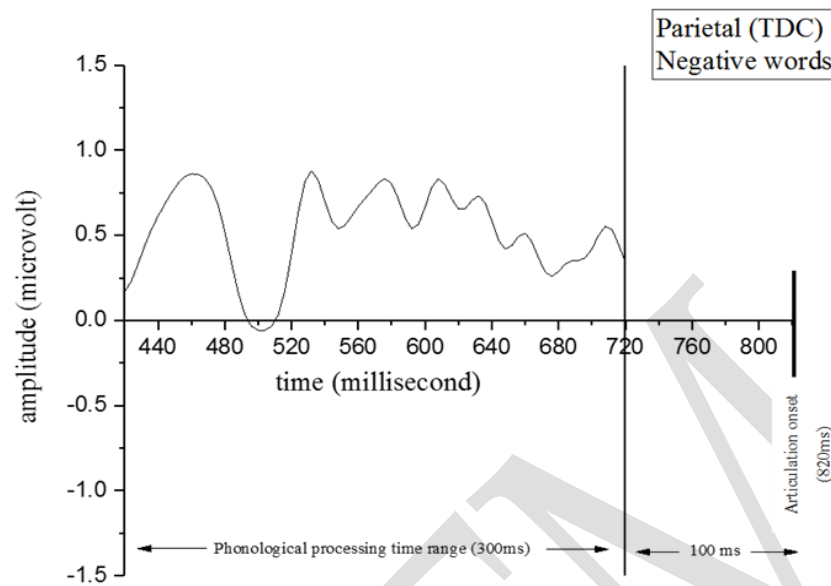 Parietal (TDC)
Negative words
1.5
1.0
0.5
0.0
-0.5
-1.0
-1.5
440 480 520 560 600 640 680 720 760 800
time (millisecond)
amplitude (microvolt)
Phonological processing time range (300ms)
100 ms
Articulation onset
(820ms)